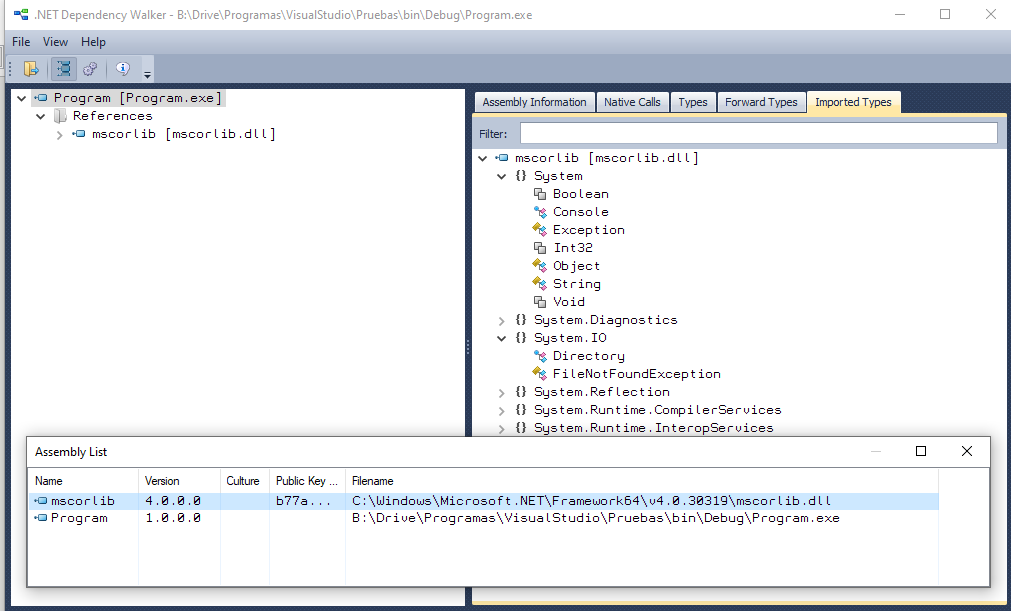 .NET Dependency Walker - B:\Drive\Programas\VisualStudio\Pruebas\bin\Debug\Program.exe
File View Help
Program [Program.exe]
References
mscorlib [mscorlib.dll]
Assembly Information Native Calls Types Forward Types Imported Types
Filter:
mscorlib [mscorlib.dll]
{} System
Boolean
Console
Exception
Int32
Object
String
Void
{} System.Diagnostics
{} System.IO
Directory
FileNotFoundException
{} System.Reflection
{} System.Runtime.CompilerServices
{} System.Runtime.InteropServices
Assembly List
Name Version Culture Public Key ... Filename
mscorlib 4.0.0.0 b77a... C:\Windows\Microsoft.NET\Framework64\v4.0.30319\mscorlib.dll
Program 1.0.0.0 B:\Drive\Programas\VisualStudio\Pruebas\bin\Debug\Program.exe